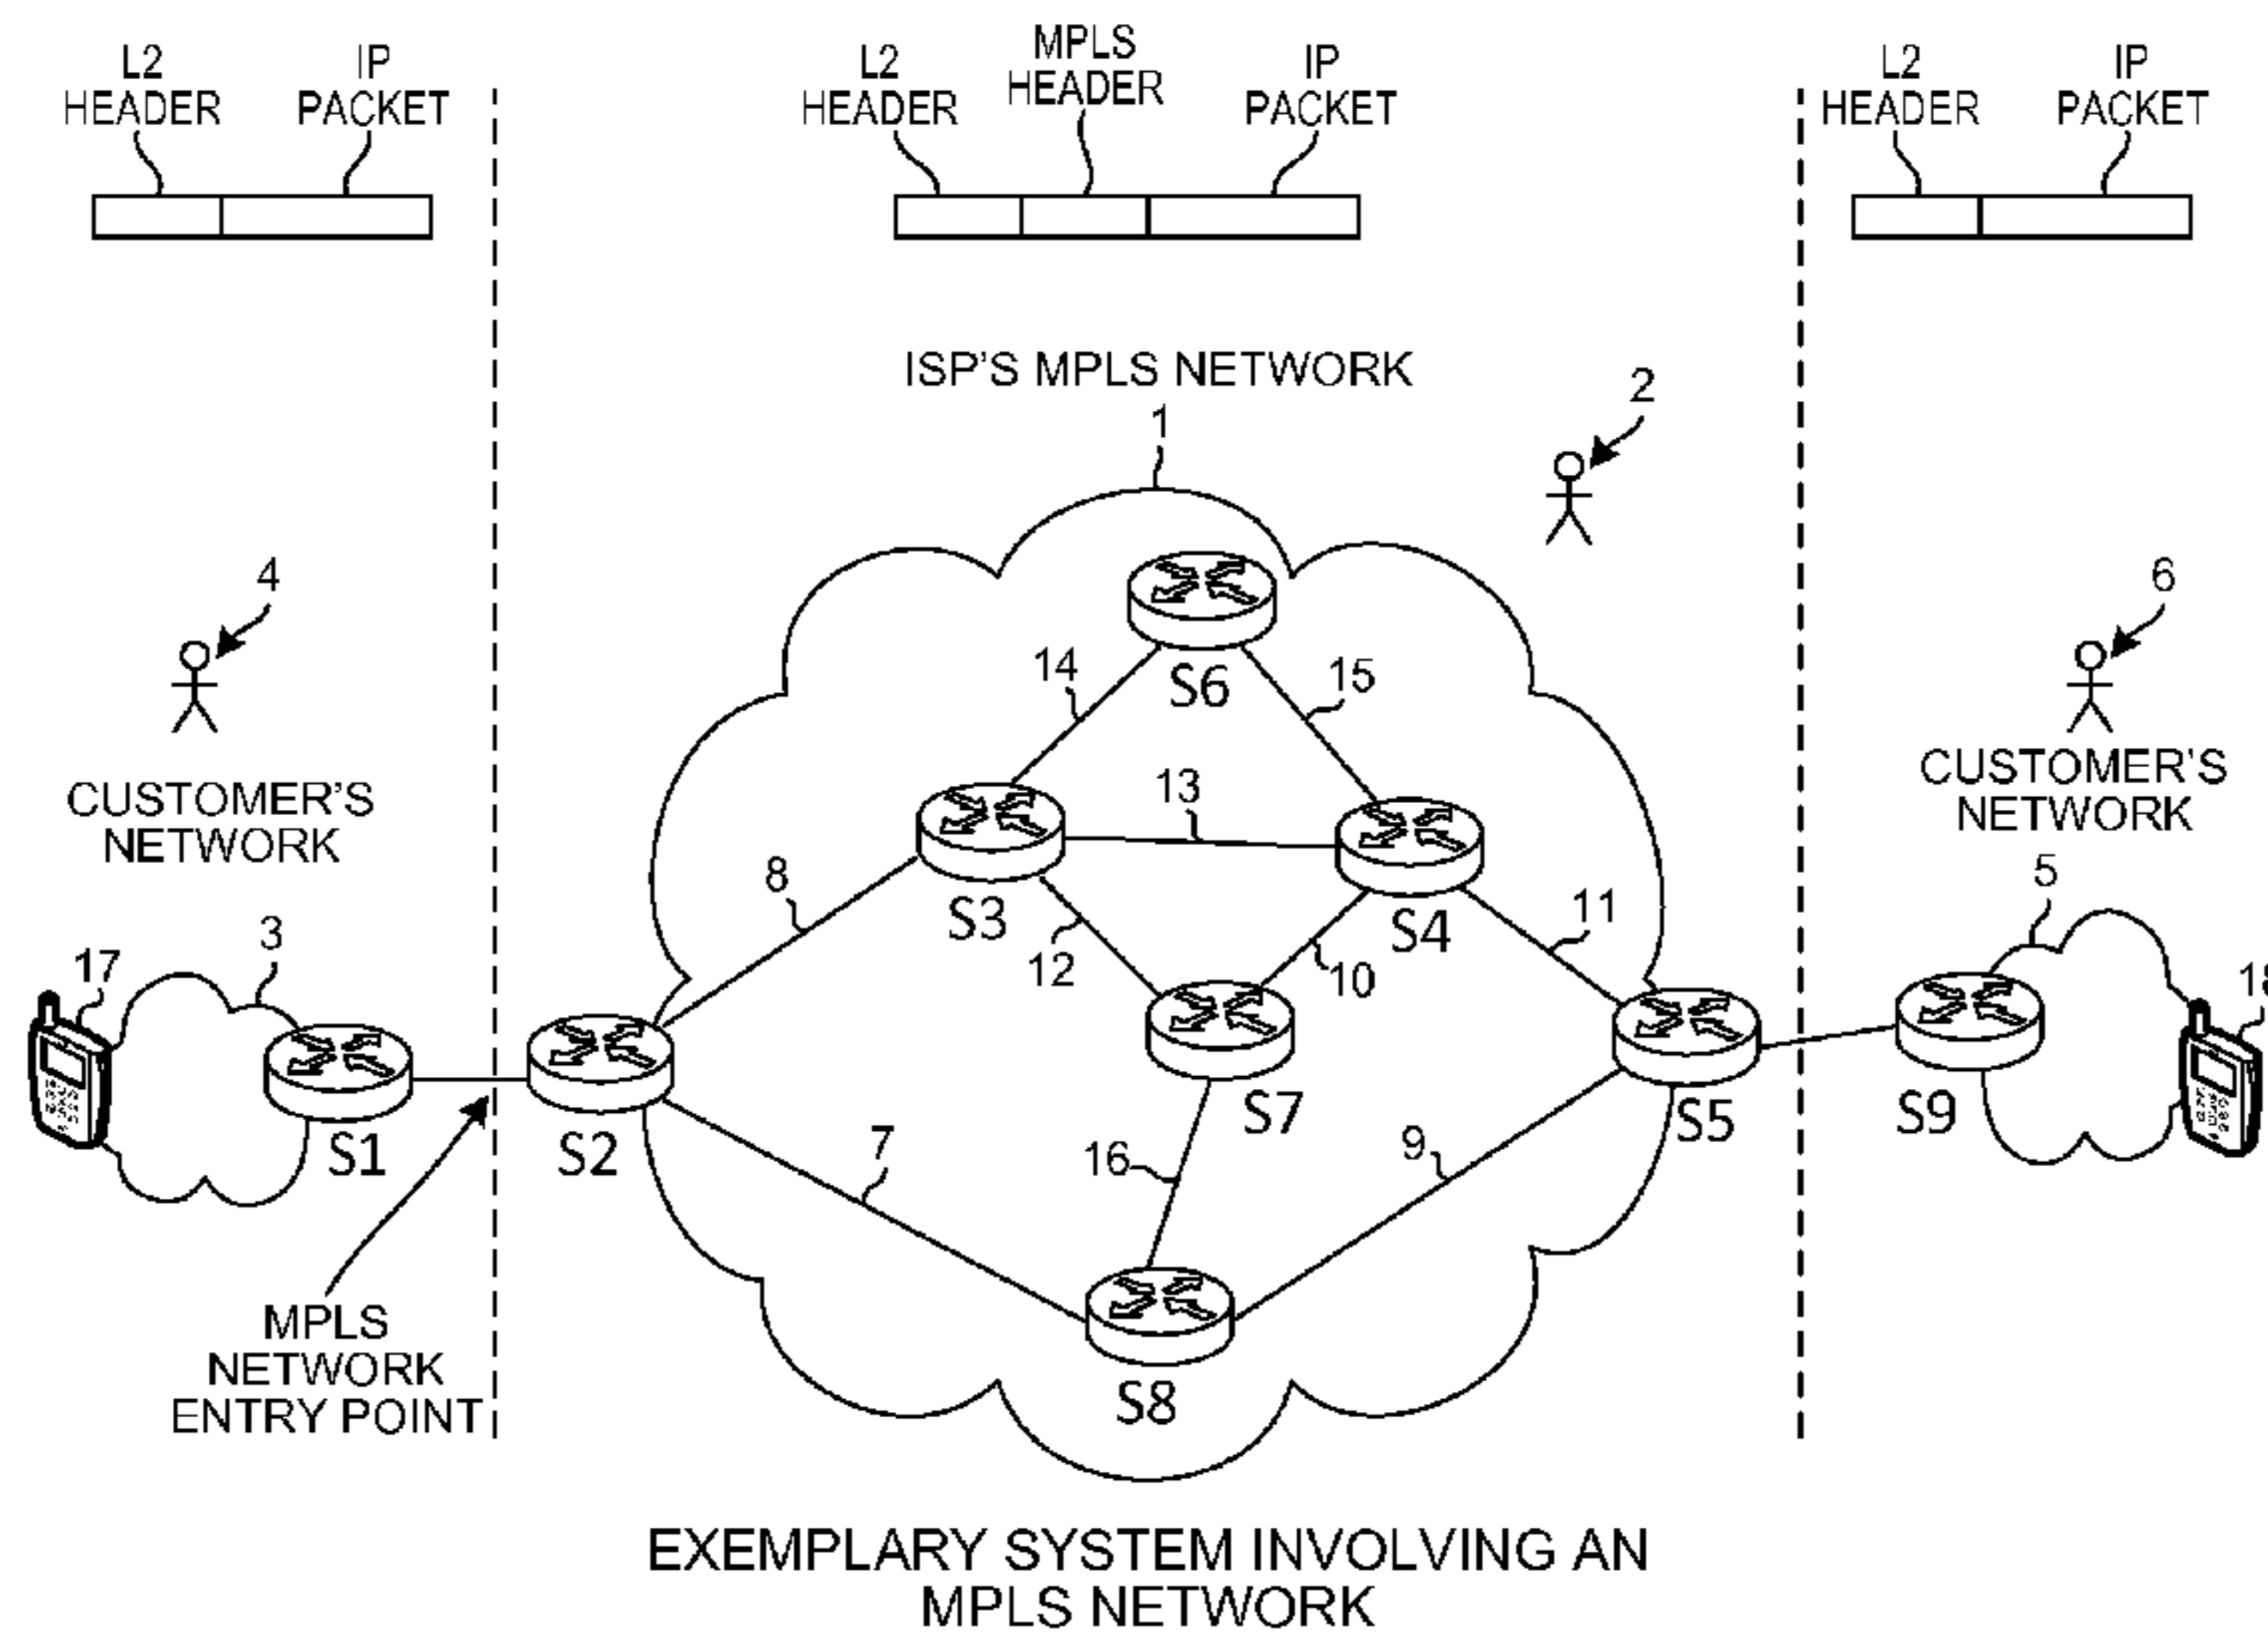 L2
HEADER
IP
PACKET
L2
HEADER
MPLS
HEADER
IP
PACKET
L2
HEADER
IP
PACKET
ISP'S MPLS NETWORK
1
2
4
6
CUSTOMER'S
NETWORK
CUSTOMER'S
NETWORK
S6
14
15
13
S3
S4
8
12
10
11
5
17
3
18
S1
S2
S7
S5
S9
7
16
9
MPLS
NETWORK
ENTRY POINT
S8
EXEMPLARY SYSTEM INVOLVING AN
MPLS NETWORK